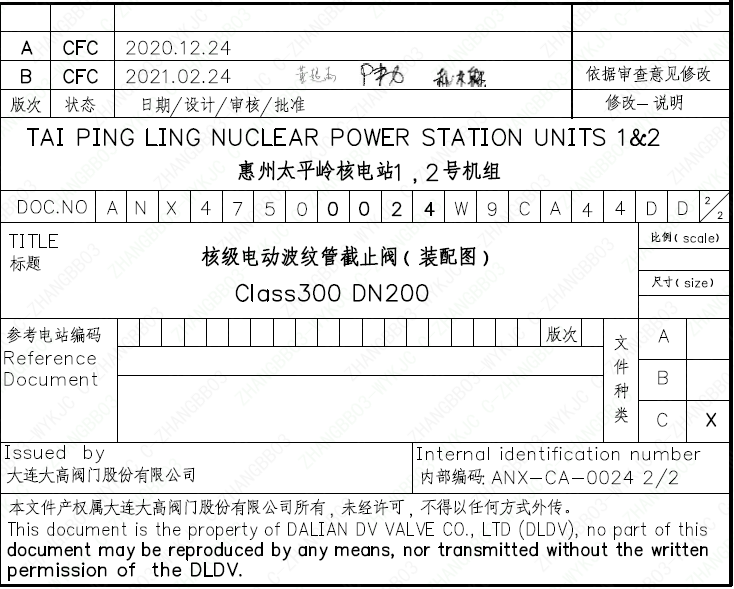 A CFC 2020.12.24
B CFC 2021.02.24 依据审查意见修改
版次 状态 日期/设计/审核/批准 修改-说明
TAI PING LING NUCLEAR POWER STATION UNITS 1&2
惠州太平岭核电站1,2号机组
DOC.NO A N X 4 7 5 0 0 0 2 4 W 9 C A 4 4 D D 2/2
TITLE
标题
核级电动波纹管截止阀(装配图)
Class300 DN200
比例(scale)
尺寸(size)
参考电站编码
Reference
Document
版次
文件种类
A
B
C X
Issued by
大连大高阀门股份有限公司
Internal identification number
内部编码: ANX-CA-0024 2/2
本文件产权属大连大高阀门股份有限公司所有,未经许可,不得以任何方式外传。
This document is the property of DALIAN DV VALVE CO., LTD (DLDV), no part of this
document may be reproduced by any means, nor transmitted without the written
permission of the DLDV.